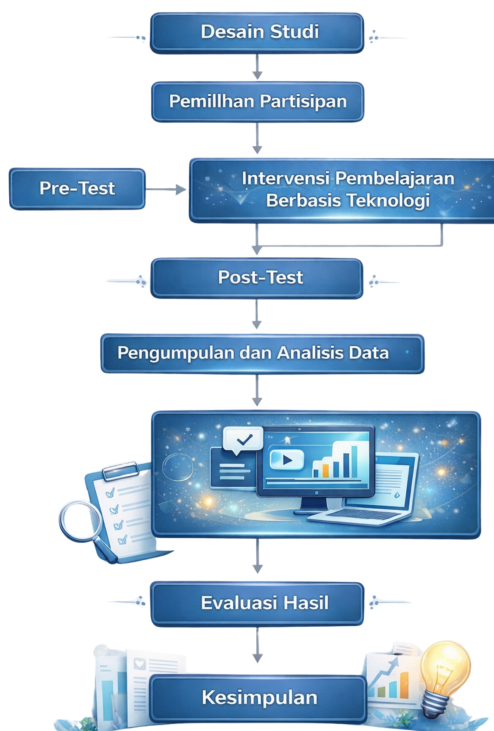 Desain Studi
Pemillhan Partisipan
Pre-Test
Intervensi Pembelajaran
Berbasis Teknologi
Post-Test
Pengumpulan dan Analisis Data
Evaluasi Hasil
Kesimpulan